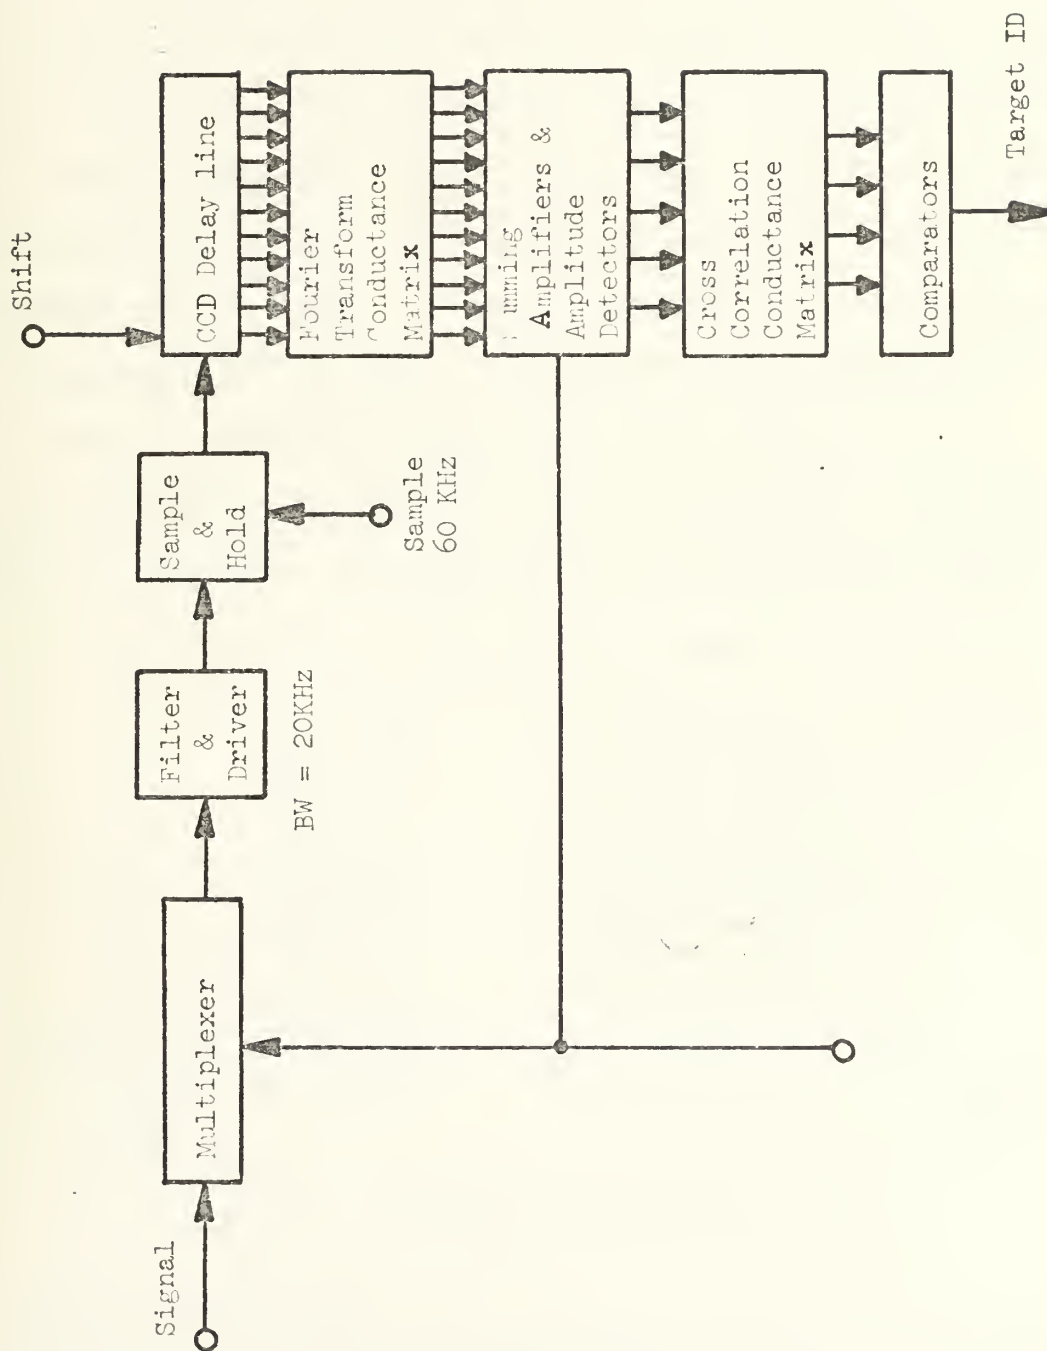 Signal
Multiplexer
Filter
&
Driver
BW = 20KHz
Sample
&
Hold
Sample
60 KHz
Shift
CCD Delay line
Fourier
Transform
Conductance
Matrix
Amplifiers &
Amplitude
Detectors
Cross
Correlation
Conductance
Matrix
Comparators
Target ID